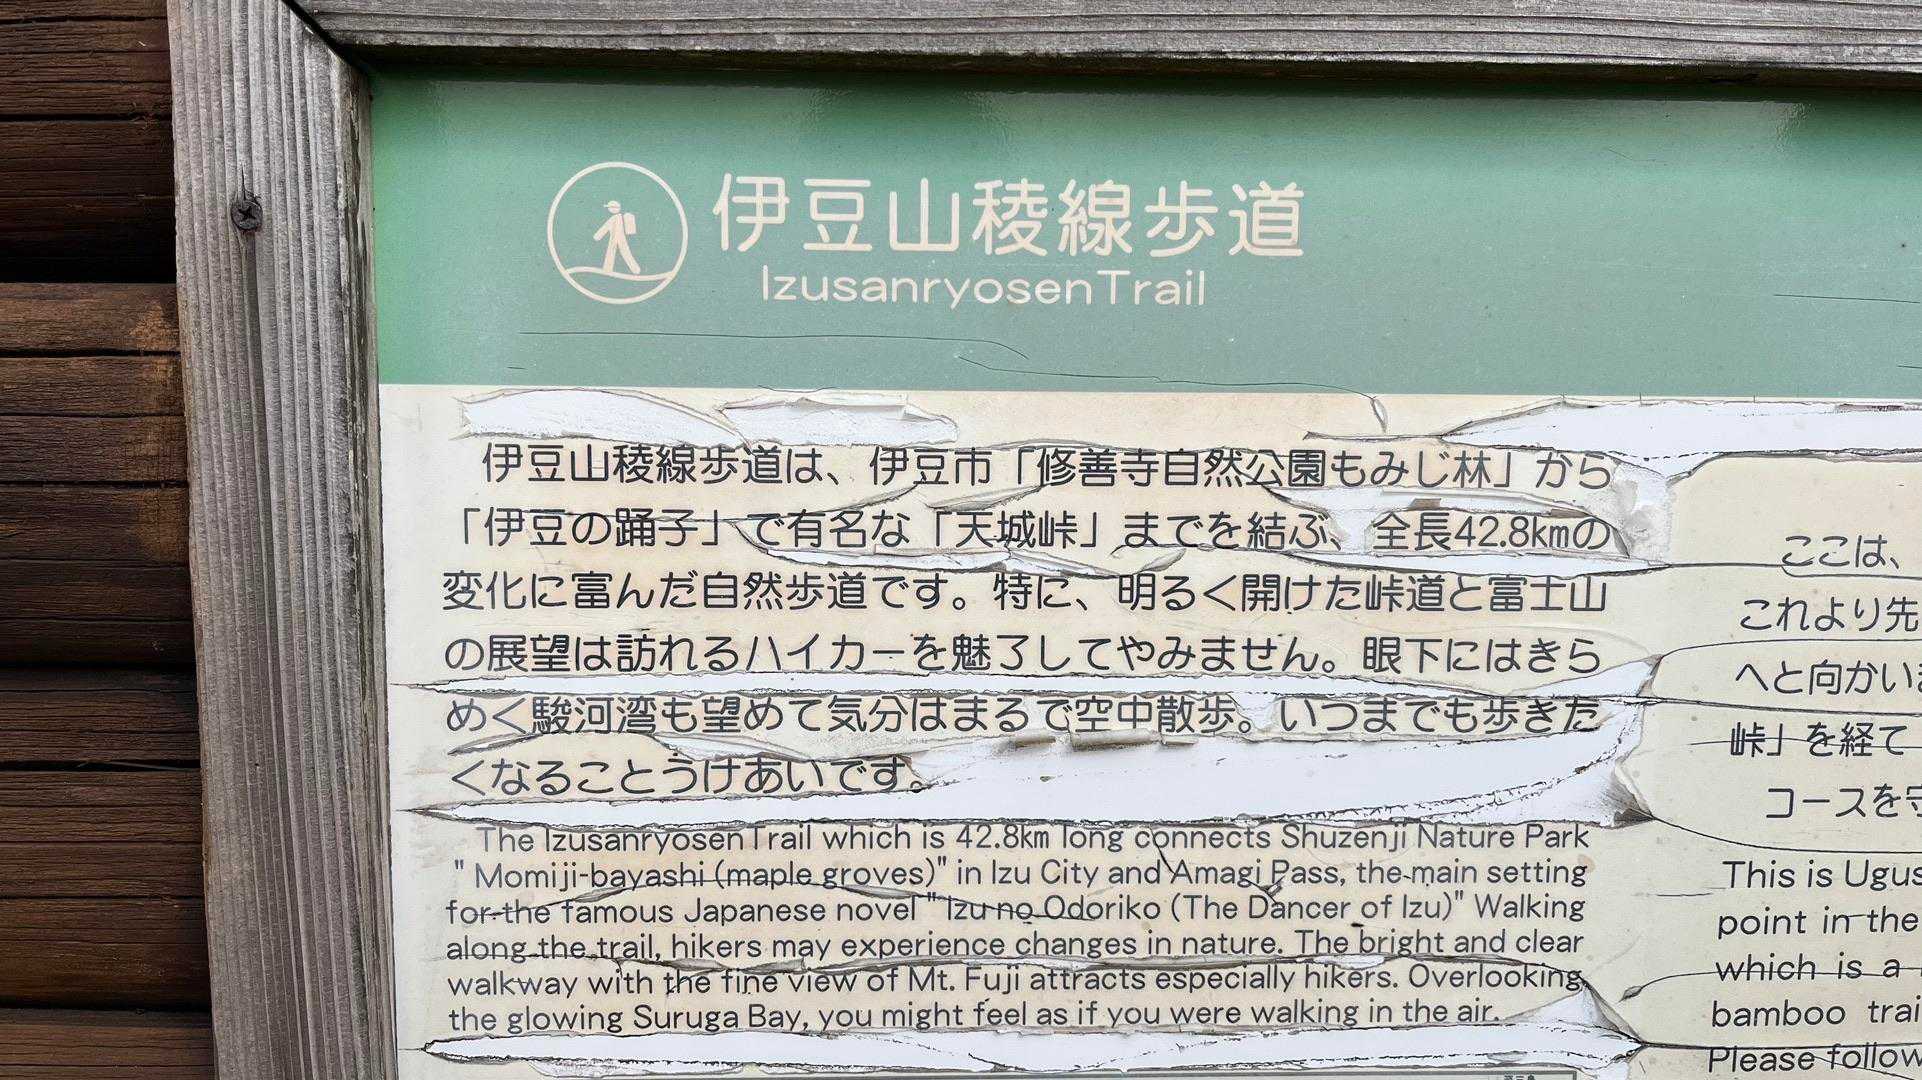 伊豆山稜線歩道
IzusanryosenTrail
伊豆山稜線歩道は、伊豆市「修善寺自然公園もみじ林」から
「伊豆の踊子」で有名な「天城峠」までを結ぶ、全長42.8kmの
変化に富んだ自然歩道です。特に、明るく開けた峠道と富士山
の展望は訪れるハイカーを魅了してやみません。眼下にはきら
めく駿河湾も望めて気分はまるで空中散歩。いつまでも歩きた
くなることうけあいです。
The IzusanryosenTrail which is 42.8km long connects Shuzenji Nature Park
" Momiji-bayashi (maple groves)" in Izu City and Amagi Pass, the main setting
for the famous Japanese novel " Izu no Odoriko (The Dancer of Izu)" Walking
along the trail, hikers may experience changes in nature. The bright and clear
walkway with the fine view of Mt. Fuji attracts especially hikers. Overlooking
the glowing Suruga Bay, you might feel as if you were walking in the air.
ここは、
これより先
へと向かい
峠」を経て
コースを
This is Ugus
point in the
which is a
bamboo trai
Please follow